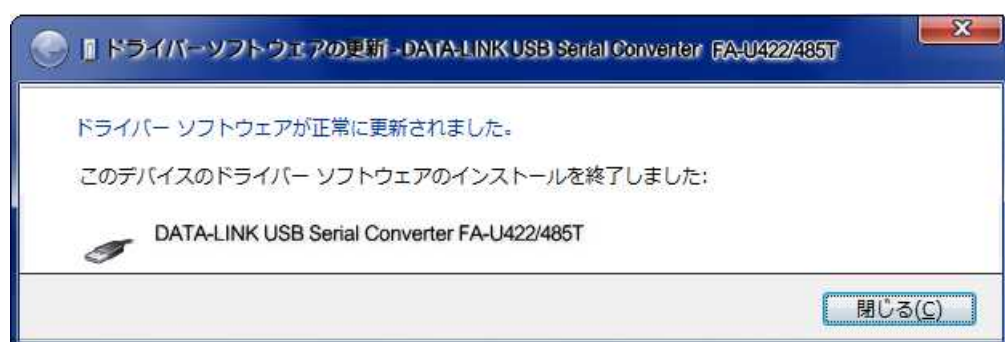 ドライバーソフトウェアの更新 - DATA-LINK USB Serial Converter FA-U422/485T
ドライバー ソフトウェアが正常に更新されました。
このデバイスのドライバー ソフトウェアのインストールを終了しました:
DATA-LINK USB Serial Converter FA-U422/485T
閉じる(C)